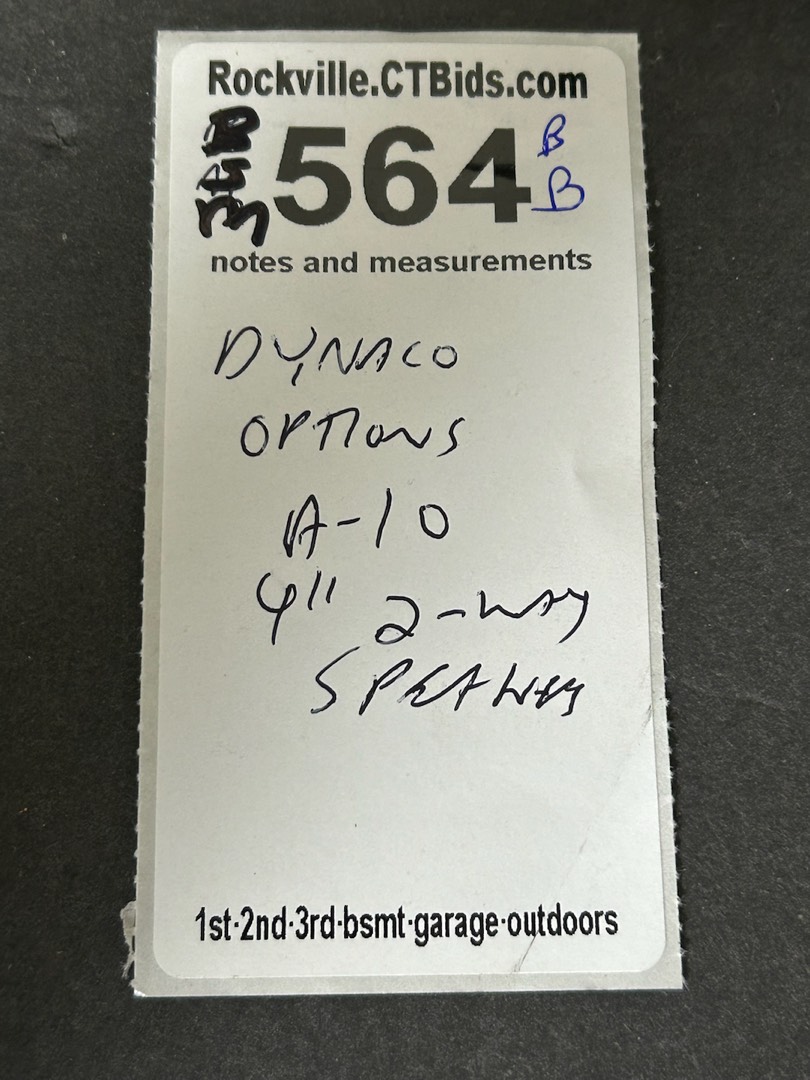 Rockville.CTBids.com
564 B
B
notes and measurements
DYNACO
OPTIONS
A-10
4" 2-WAY
SPEAKER
1st·2nd·3rd·bsmt·garage·outdoors